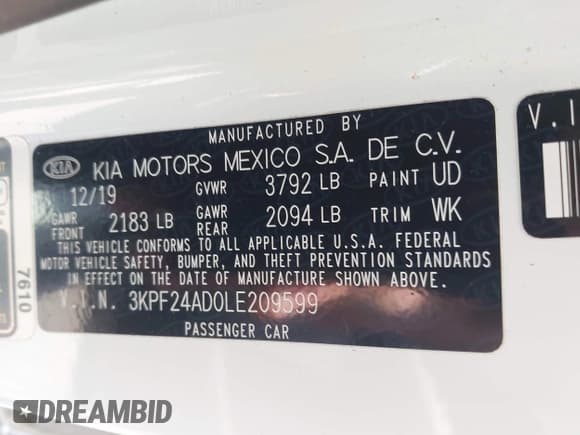 MANUFACTURED BY
KIA KIA MOTORS MEXICO S.A. DE C.V.
12/19 GVWR 3792 LB PAINT UD
GAWR FRONT 2183 LB GAWR REAR 2094 LB TRIM WK
THIS VEHICLE CONFORMS TO ALL APPLICABLE U.S.A. FEDERAL
MOTOR VEHICLE SAFETY, BUMPER, AND THEFT PREVENTION STANDARDS
IN EFFECT ON THE DATE OF MANUFACTURE SHOWN ABOVE.
V.I.N. 3KPF24AD0LE209599
PASSENGER CAR
7610
V.I
DREAMBID